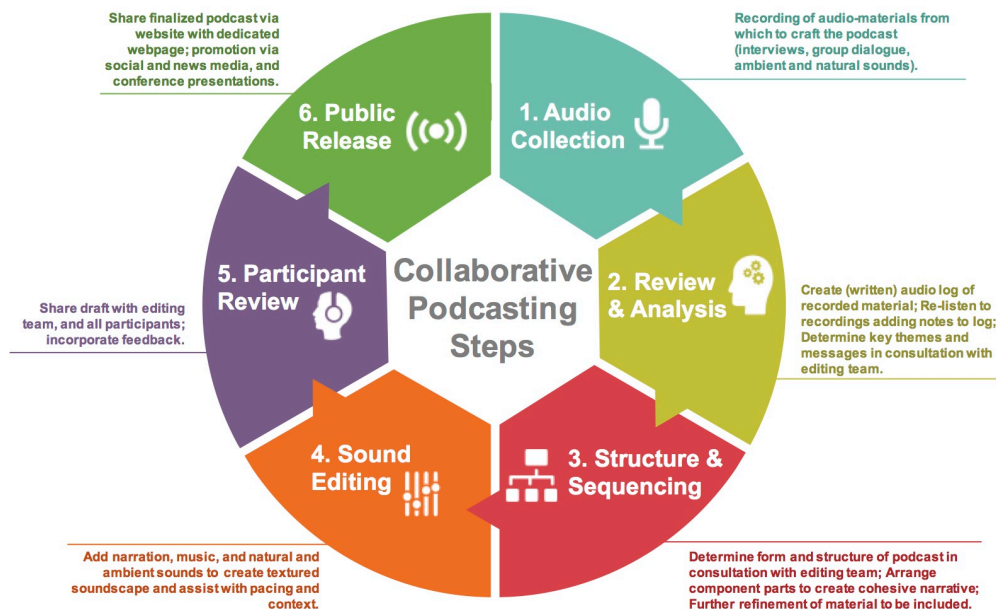 Collaborative
Podcasting
Steps
1. Audio
Collection
Recording of audio-materials from
which to craft the podcast
(interviews, group dialogue,
ambient and natural sounds).
2. Review
& Analysis
Create (written) audio log of
recorded material; Re-listen to
recordings adding notes to log;
Determine key themes and
messages in consultation with
editing team.
3. Structure &
Sequencing
Determine form and structure of podcast in
consultation with editing team; Arrange
component parts to create cohesive narrative;
Further refinement of material to be included.
4. Sound
Editing
Add narration, music, and natural and
ambient sounds to create textured
soundscape and assist with pacing and
context.
5. Participant
Review
Share draft with editing
team, and all participants;
incorporate feedback.
6. Public
Release
Share finalized podcast via
website with dedicated
webpage; promotion via
social and news media, and
conference presentations.